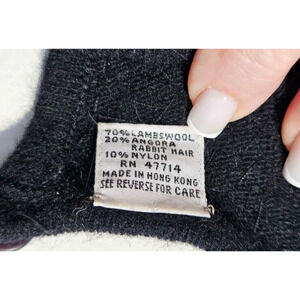 70% LAMBSWOOL
20% ANGORA
RABBIT HAIR
10% NYLON
RN 47714
MADE IN HONG KONG
SEE REVERSE FOR CARE